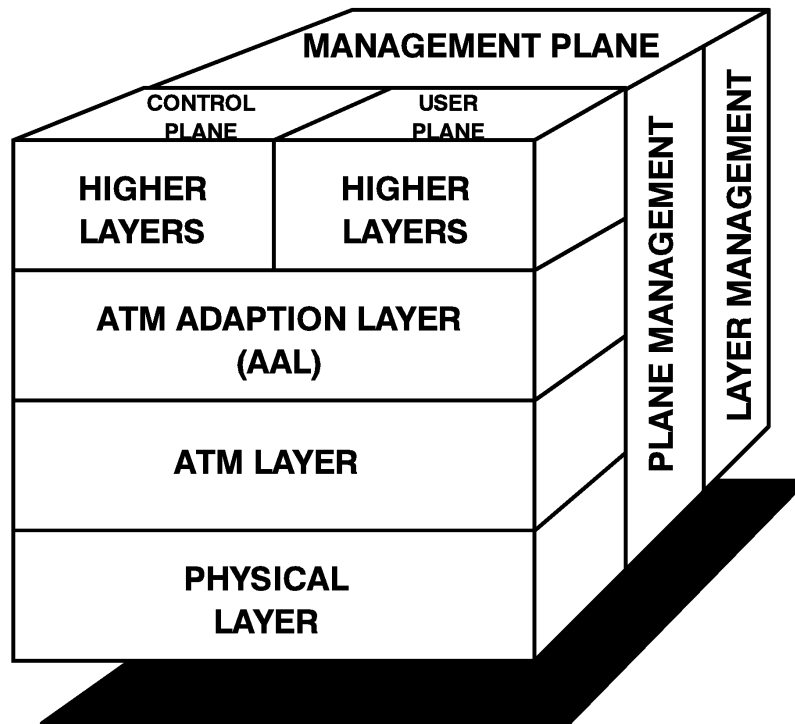 MANAGEMENT PLANE
CONTROL
PLANE
USER
PLANE
HIGHER
LAYERS
HIGHER
LAYERS
ATM ADAPTION LAYER
(AAL)
ATM LAYER
PHYSICAL
LAYER
PLANE MANAGEMENT
LAYER MANAGEMENT